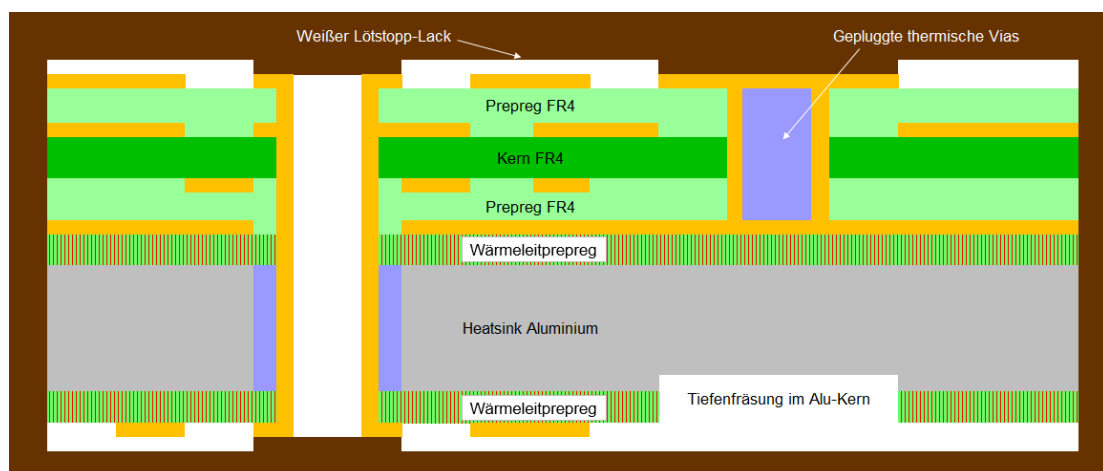 Weißer Lötstopp-Lack
Gepluggte thermische Vias
Prepreg FR4
Kern FR4
Prepreg FR4
Wärmeleitprepreg
Heatsink Aluminium
Tiefenfräsung im Alu-Kern
Wärmeleitprepreg